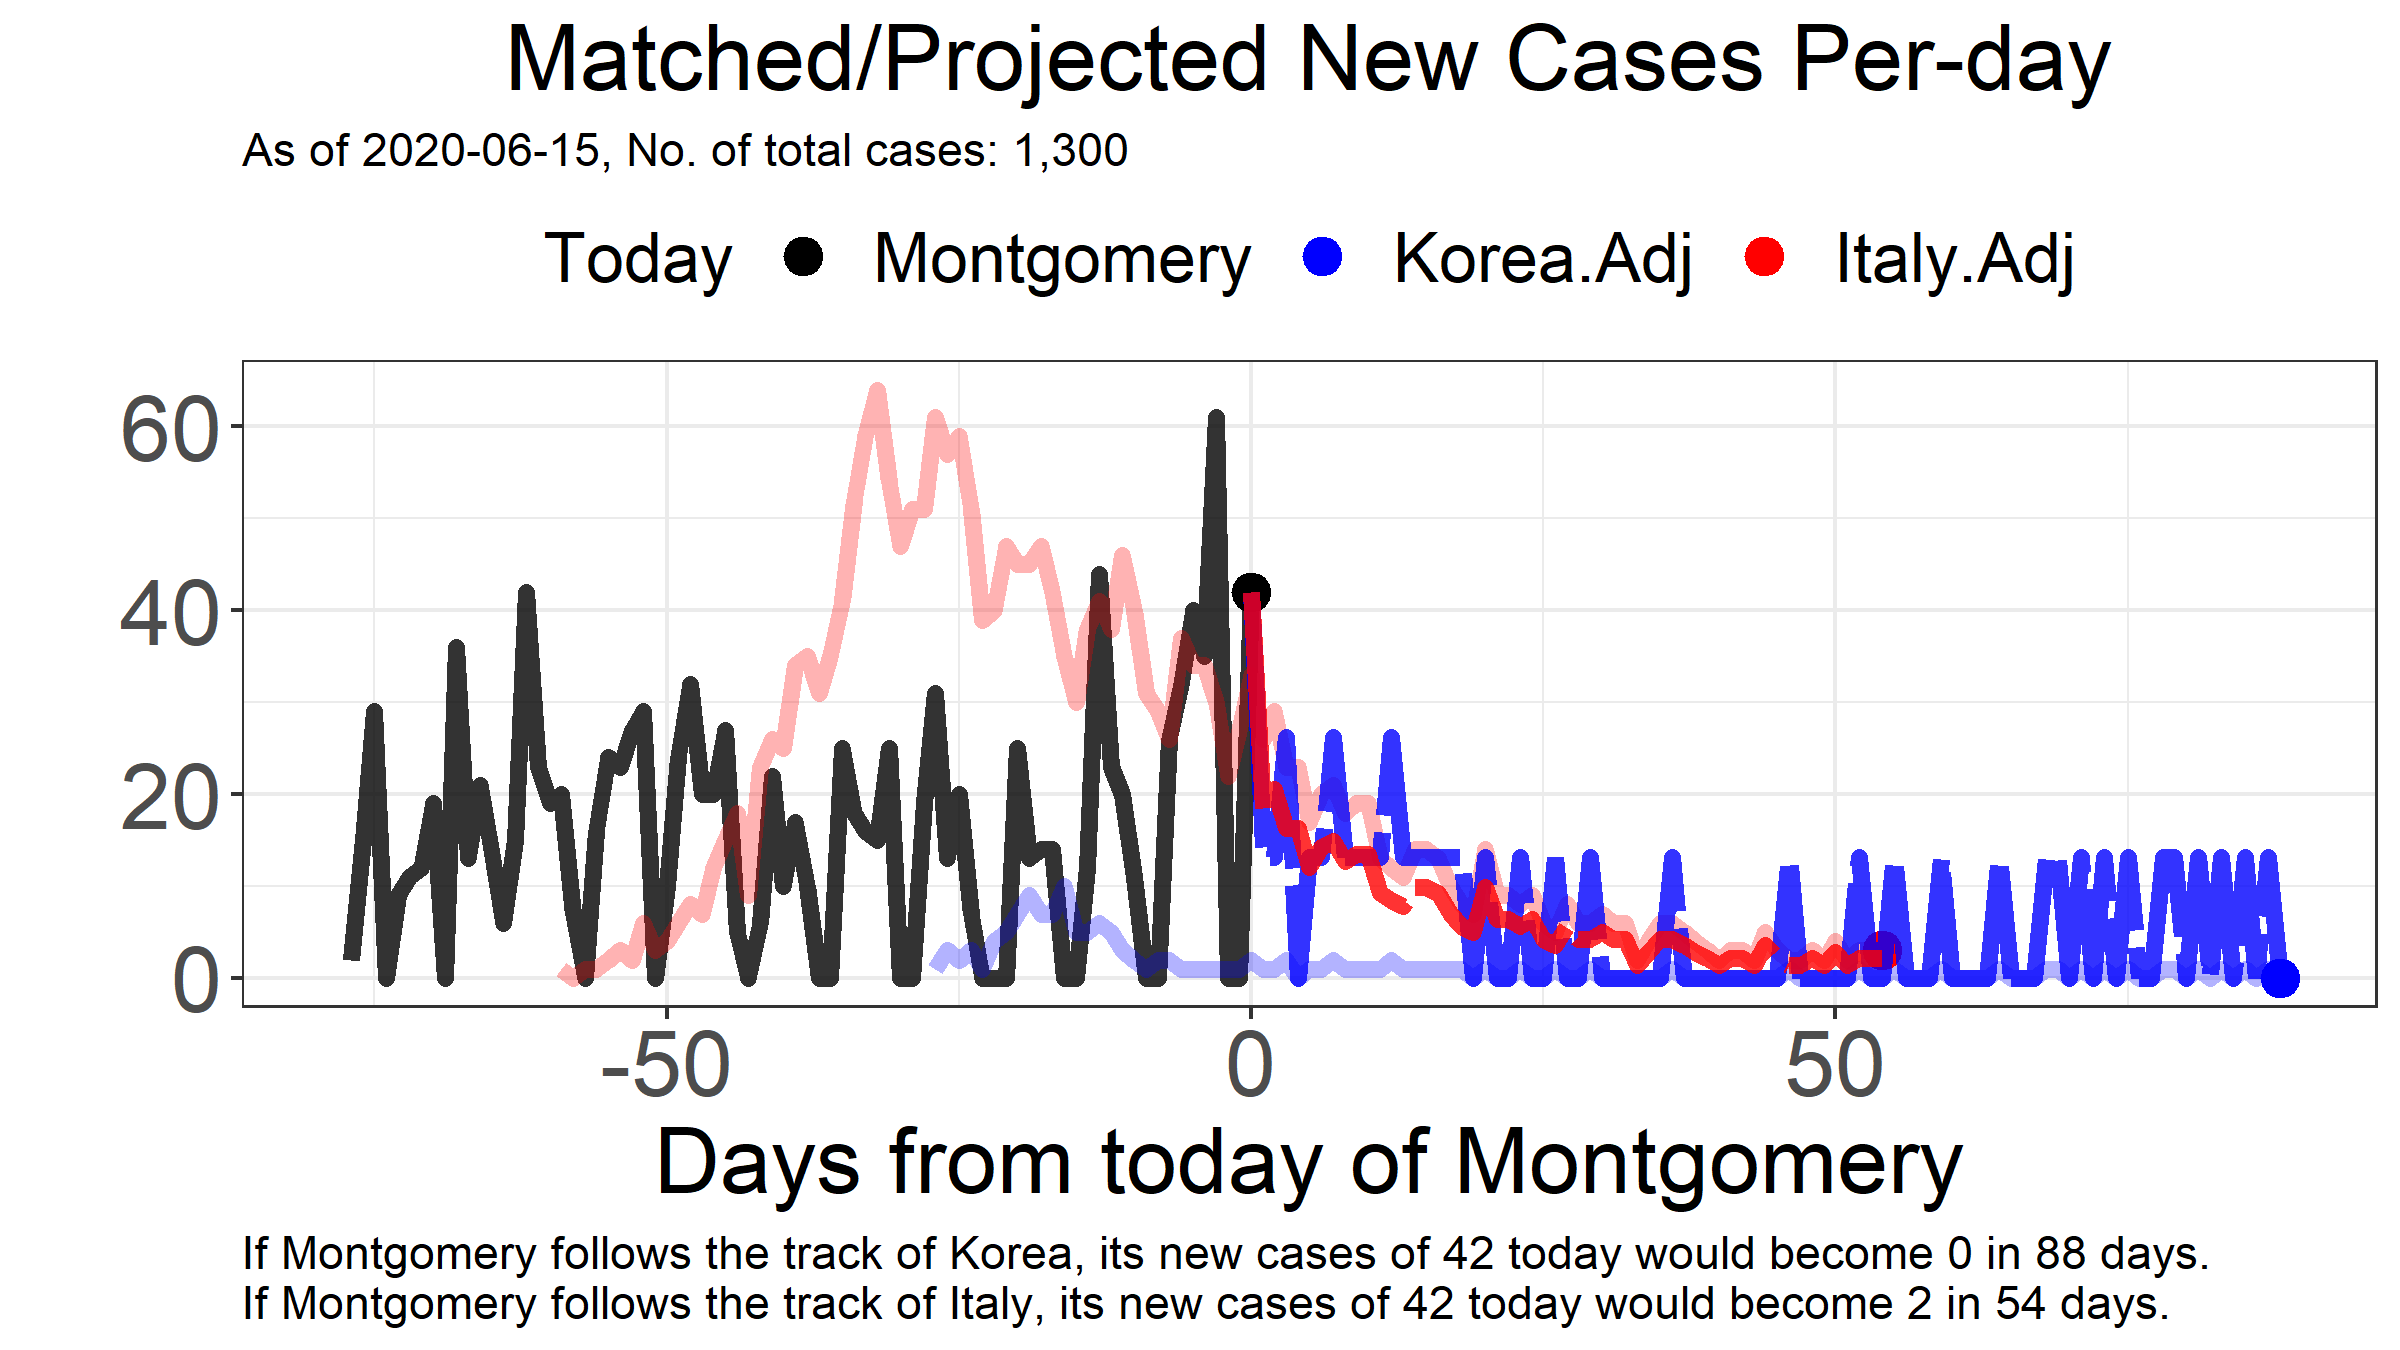 Matched/Projected New Cases Per-day
As of 2020-06-15, No. of total cases: 1,300
Today Montgomery Korea.Adj Italy.Adj
60
40
20
0
-50 0 50
Days from today of Montgomery
If Montgomery follows the track of Korea, its new cases of 42 today would become 0 in 88 days.
If Montgomery follows the track of Italy, its new cases of 42 today would become 2 in 54 days.